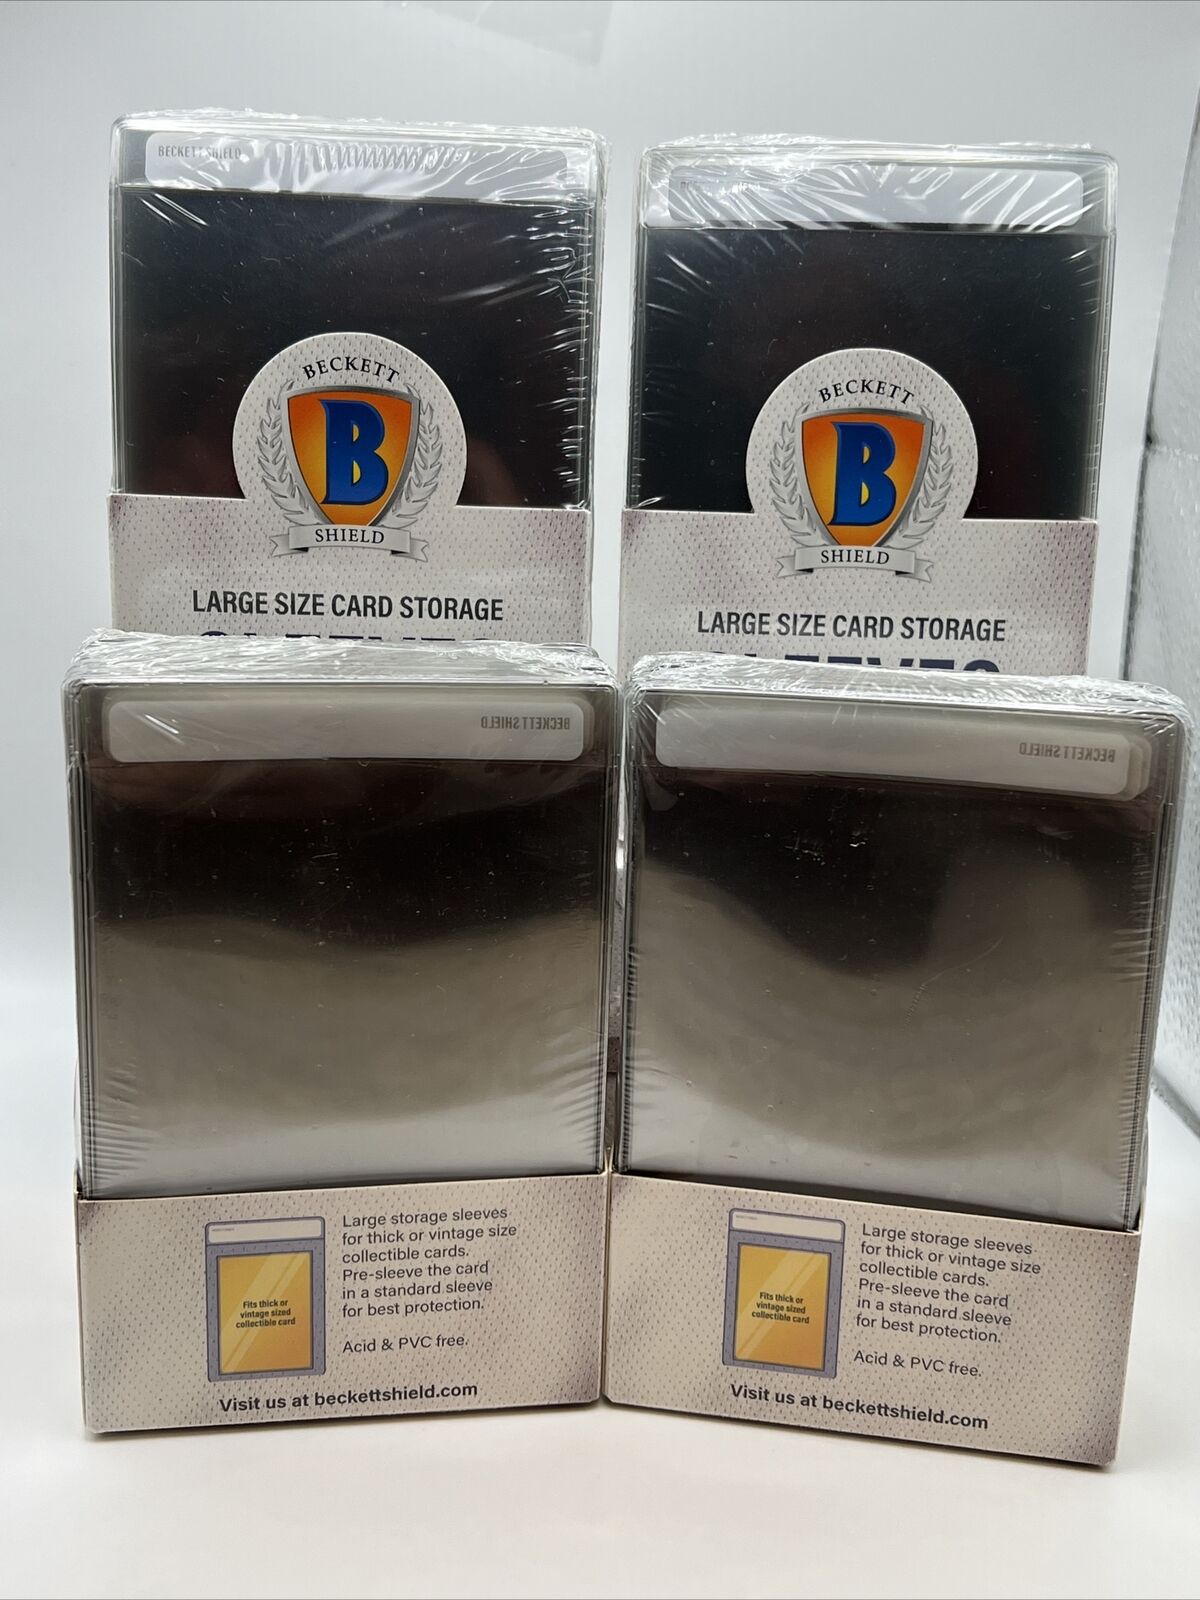 BECKETT SHIELD
BECKETT
B
SHIELD
LARGE SIZE CARD STORAGE
SLEEVES
BECKETT
B
SHIELD
LARGE SIZE CARD STORAGE
SLEEVES
BECKETT SHIELD
Fits thick or
vintage sized
collectible card
Large storage sleeves
for thick or vintage size
collectible cards.
Pre-sleeve the card
in a standard sleeve
for best protection.
Acid & PVC free.
Visit us at beckettshield.com
BECKETT SHIELD
Fits thick or
vintage sized
collectible card
Large storage sleeves
for thick or vintage size
collectible cards.
Pre-sleeve the card
in a standard sleeve
for best protection.
Acid & PVC free.
Visit us at beckettshield.com